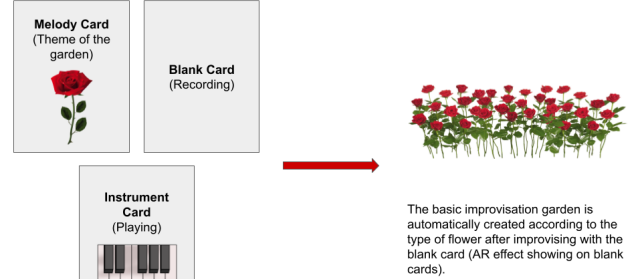 Melody Card
(Theme of the
garden)
Blank Card
(Recording)
Instrument
Card
(Playing)
The basic improvisation garden is
automatically created according to the
type of flower after improvising with the
blank card (AR effect showing on blank
cards).